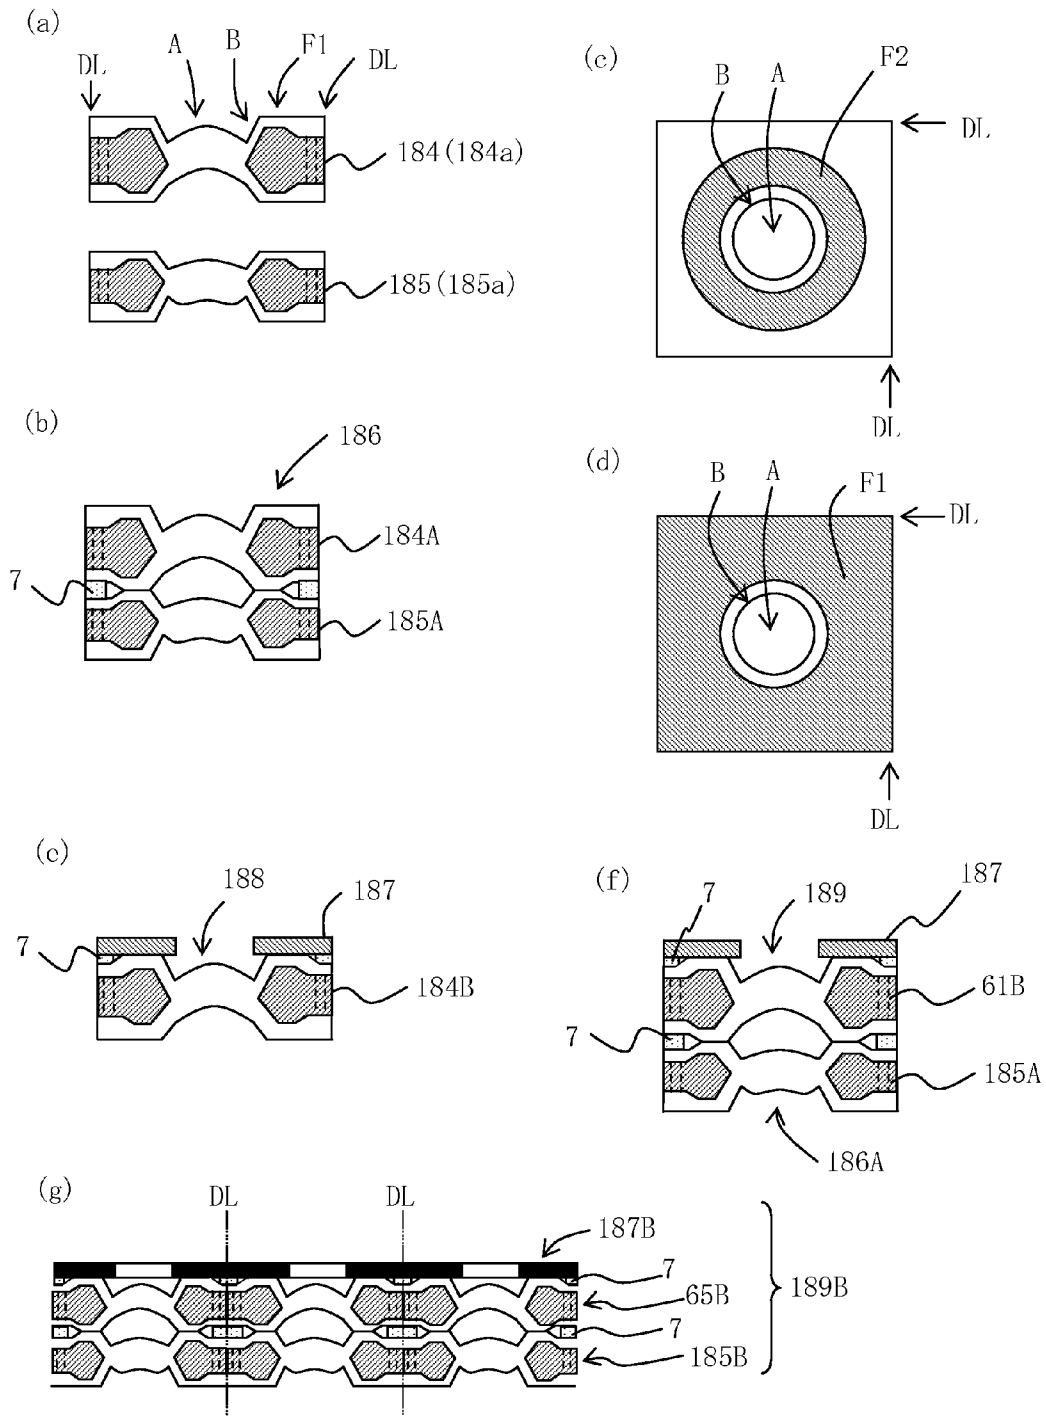 (a)
A
B
F1
DL
DL
184(184a)
185(185a)
(c)
B
A
F2
DL
DL
(b)
186
184A
7
185A
(d)
B
A
F1
DL
DL
(e)
188
187
7
184B
(f)
7
189
187
61B
7
185A
186A
(g)
DL
DL
187B
7
65B
7
185B
189B